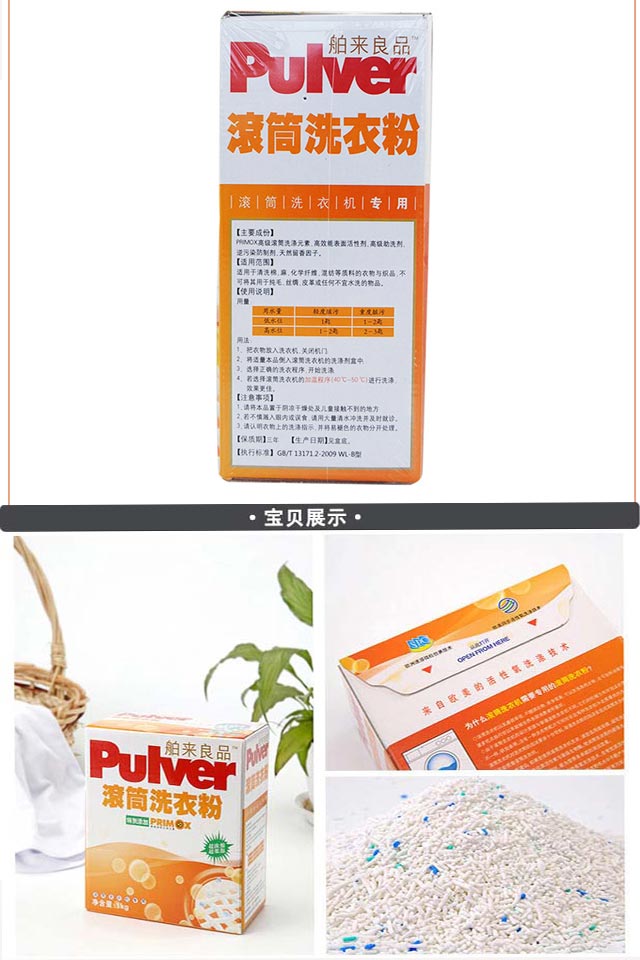 舶来良品™
Pulver
滚筒洗衣粉
滚筒洗衣机专用
【主要成份】
PRIMOX高级滚筒洗涤元素、高效能表面活性剂、高级助洗剂、
逆污染防制剂、天然留香因子。
【适用范围】
适用于清洗棉、麻、化学纤维、混纺等质料的衣物与织品，不
可将其用于纯毛、丝绸、皮革或任何不宜水洗的物品。
【使用说明】
用量
用水量 轻度脏污 重度脏污
低水位 1匙 1－2匙
高水位 1－2匙 2－3匙
用法
1、把衣物放入洗衣机，关闭机门.
2、将适量本品倒入滚筒洗衣机的洗涤剂盒中.
3、选择正确的洗衣程序，开始洗涤.
4、若选择滚筒洗衣机的加温程序(40℃-50℃)进行洗涤，
效果更佳。
【注意事项】
1.请将本品置于阴凉干燥处及儿童接触不到的地方
2.若不慎溅入眼内或误食，请用大量清水冲洗并及时就诊。
3.请认明衣物上的洗涤指示，并将易褪色的衣物分开处理。
【保质期】三年 【生产日期】见盒底。
【执行标准】GB/T 13171.2-2009 WL-B型
·宝贝展示·
舶来良品™
Pulver
滚筒洗衣粉
PRIMOX
净含量:1kg
从此打开
OPEN FROM HERE
来自欧美的活性氧洗涤技术
为什么滚筒洗衣机需要专用的滚筒洗衣粉?